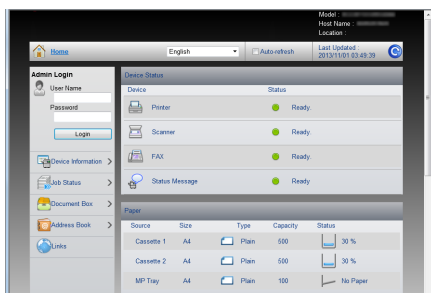 Model :
Host Name :
Location :
Home
English
Auto-refresh
Last Updated :
2013/11/01 03:49:39
Admin Login
User Name
Password
Login
Device Information
Job Status
Document Box
Address Book
Links
Device Status
Device Status
Printer Ready.
Scanner Ready.
FAX Ready.
Status Message Ready
Paper
Source Size Type Capacity Status
Cassette 1 A4 Plain 500 30 %
Cassette 2 A4 Plain 500 30 %
MP Tray A4 Plain 100 No Paper